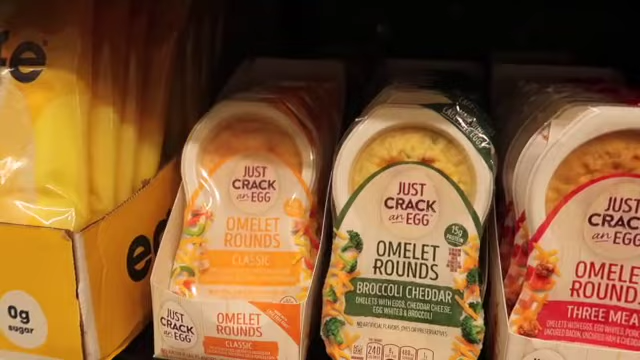 0g
sugar
JUST
CRACK
an EGG
OMELET
ROUNDS
CLASSIC
JUST
CRACK
an EGG
OMELET
ROUNDS
CLASSIC
JUST
CRACK
an EGG
15g
PROTEIN
OMELET
ROUNDS
BROCCOLI CHEDDAR
OMELETS WITH EGGS, CHEDDAR CHEESE,
EGG WHITES & BROCCOLI
NO ARTIFICIAL FLAVORS, DYES OR PRESERVATIVES
240
JUST
CRACK
an EGG
OMELET
ROUNDS
THREE MEAT